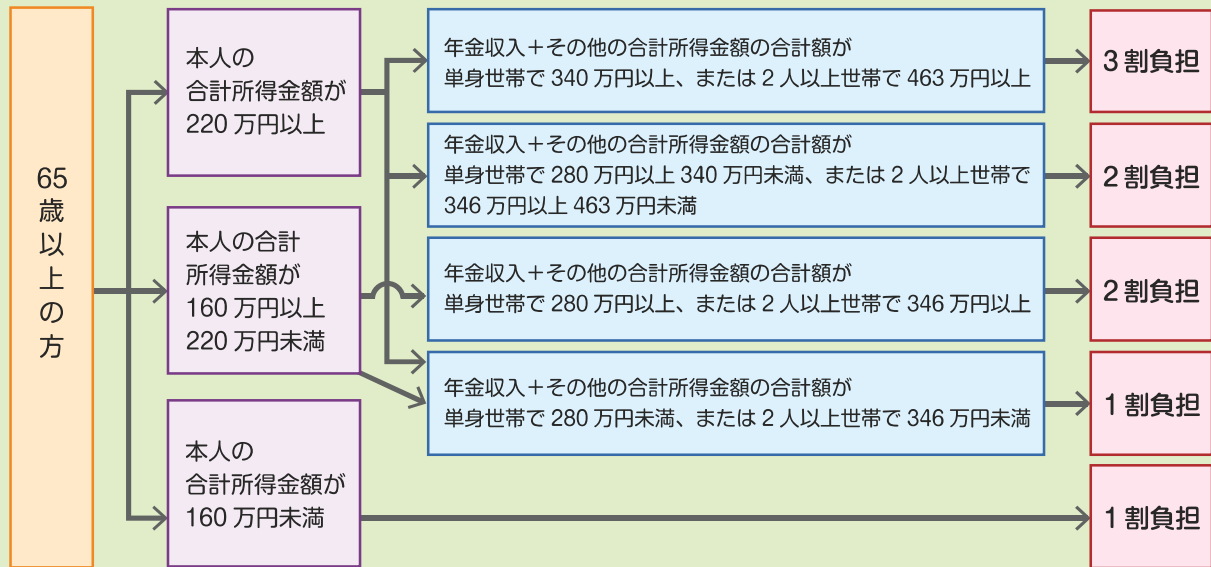 65歳以上の方
本人の
合計所得金額が
220万円以上
年金収入＋その他の合計所得金額の合計額が
単身世帯で340万円以上、または2人以上世帯で463万円以上
3割負担
年金収入＋その他の合計所得金額の合計額が
単身世帯で280万円以上340万円未満、または2人以上世帯で
346万円以上463万円未満
2割負担
本人の合計
所得金額が
160万円以上
220万円未満
年金収入＋その他の合計所得金額の合計額が
単身世帯で280万円以上、または2人以上世帯で346万円以上
2割負担
年金収入＋その他の合計所得金額の合計額が
単身世帯で280万円未満、または2人以上世帯で346万円未満
1割負担
本人の
合計所得金額が
160万円未満
1割負担